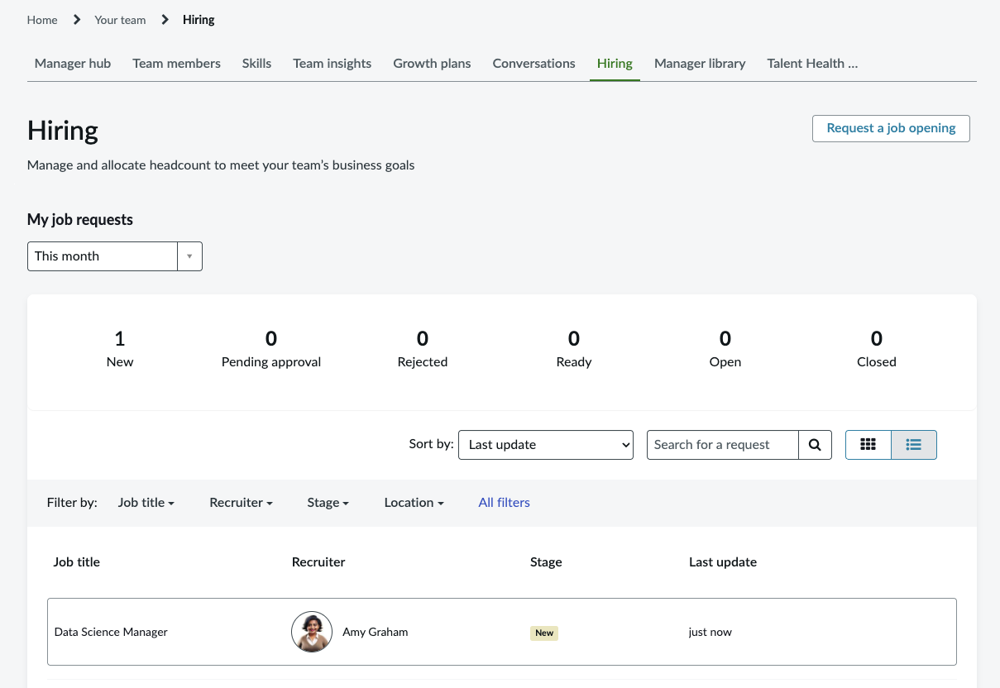 Home > Your team > Hiring
Manager hub Team members Skills Team insights Growth plans Conversations Hiring Manager library Talent Health ...
Hiring
Request a job opening
Manage and allocate headcount to meet your team’s business goals
My job requests
This month
1 0 0 0 0 0
New Pending approval Rejected Ready Open Closed
Sort by: Last update Search for a request
Filter by: Job title Recruiter Stage Location All filters
Job title Recruiter Stage Last update
Data Science Manager Amy Graham New just now